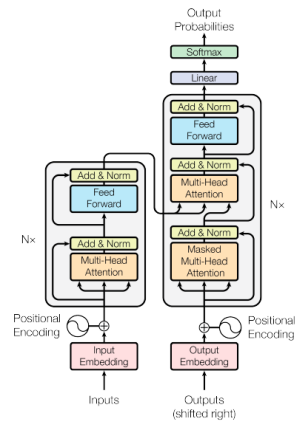 Output
Probabilities
Softmax
Linear
Add & Norm
Feed
Forward
Add & Norm
Multi-Head
Attention
Add & Norm
Masked
Multi-Head
Attention
N×
Positional
Encoding
Output
Embedding
Outputs
(shifted right)
Add & Norm
Feed
Forward
Add & Norm
Multi-Head
Attention
N×
Positional
Encoding
Input
Embedding
Inputs